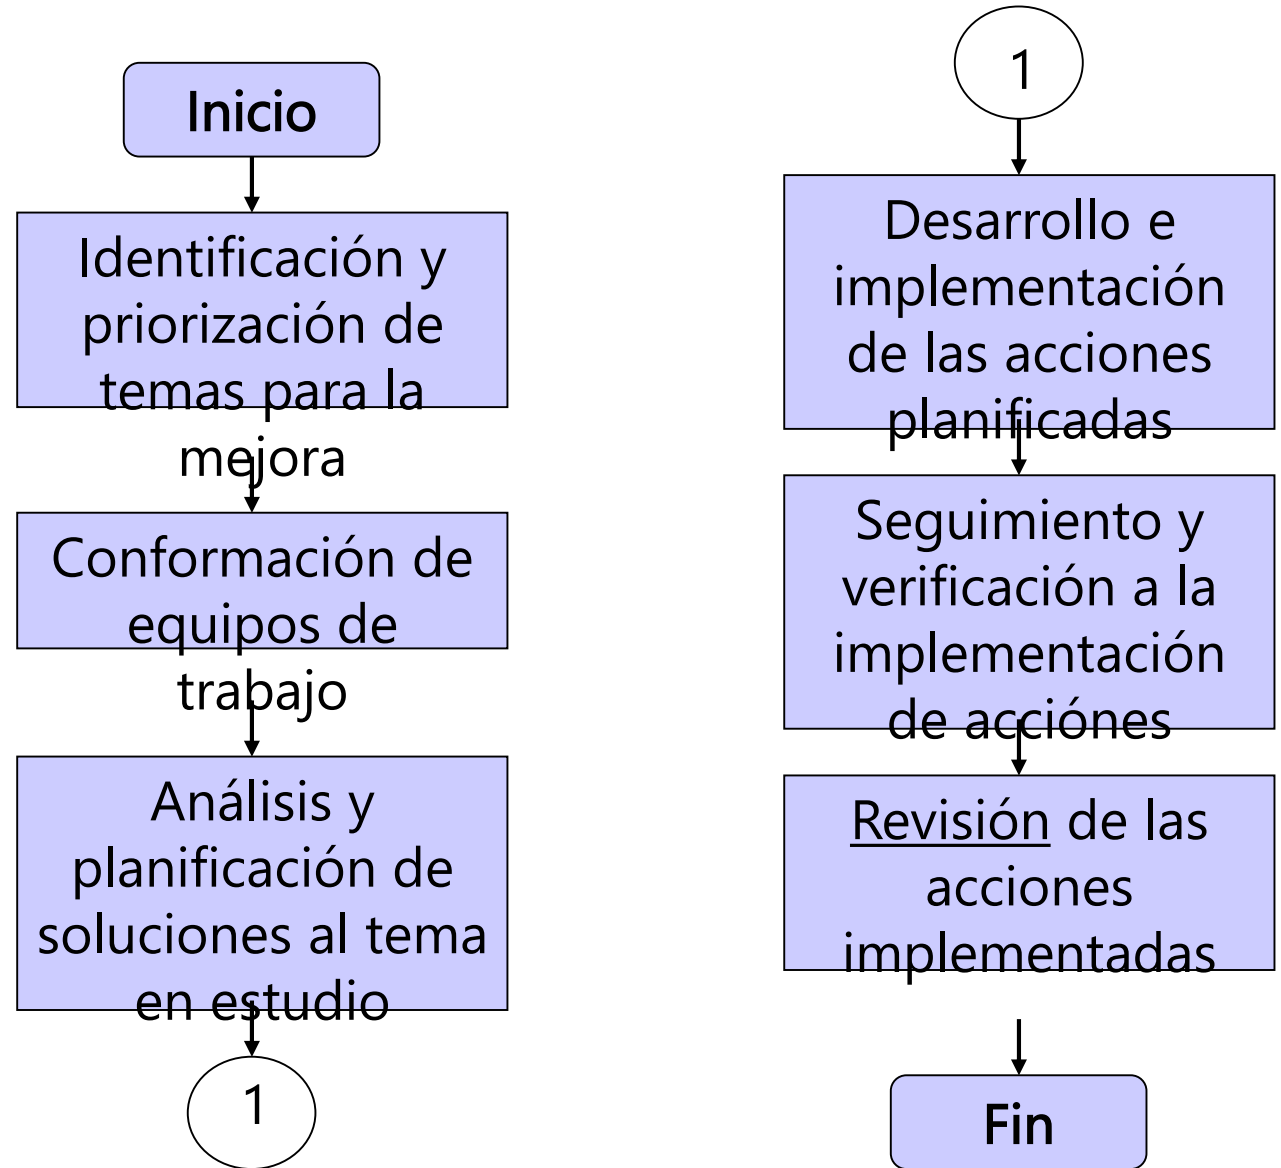 Inicio
Identificación y
priorización de
temas para la
mejora
Conformación de
equipos de
trabajo
Análisis y
planificación de
soluciones al tema
en estudio
1
1
Desarrollo e
implementación
de las acciones
planificadas
Seguimiento y
verificación a la
implementación
de acciónes
Revisión de las
acciones
implementadas
Fin